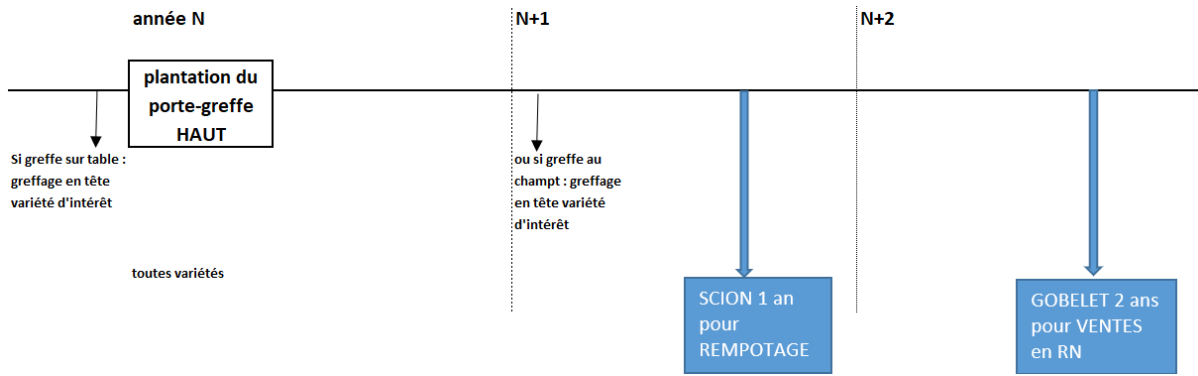 année N
N+1
N+2
plantation du
porte-greffe
HAUT
Si greffe sur table :
greffage en tête
variété d'intérêt
ou si greffe au
champt : greffage
en tête variété
d'intérêt
toutes variétés
SCION 1 an
pour
REMPOTAGE
GOBELET 2 ans
pour VENTES
en RN